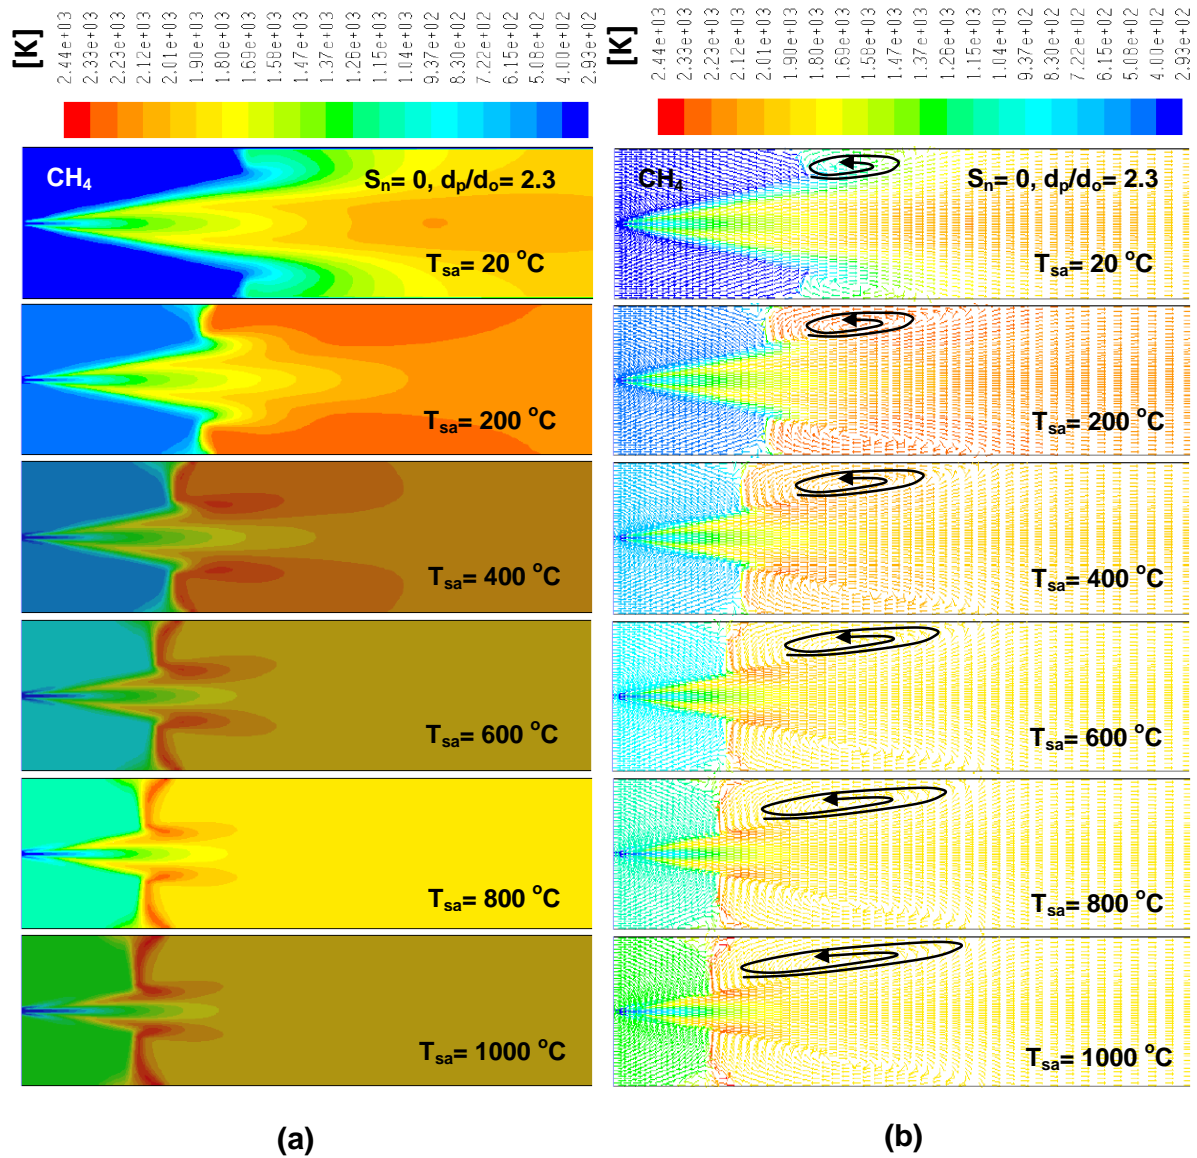 [K] 2.44e+03 2.33e+03 2.23e+03 2.12e+03 2.01e+03 1.90e+03 1.80e+03 1.69e+03 1.58e+03 1.47e+03 1.37e+03 1.26e+03 1.15e+03 1.04e+03 9.37e+02 8.30e+02 7.22e+02 6.15e+02 5.08e+02 4.00e+02 2.93e+02
CH₄ Sₙ= 0, dₚ/dₒ= 2.3
Tₛₐ= 20 °C
Tₛₐ= 200 °C
Tₛₐ= 400 °C
Tₛₐ= 600 °C
Tₛₐ= 800 °C
Tₛₐ= 1000 °C
(a)
[K] 2.44e+03 2.33e+03 2.23e+03 2.12e+03 2.01e+03 1.90e+03 1.80e+03 1.69e+03 1.58e+03 1.47e+03 1.37e+03 1.26e+03 1.15e+03 1.04e+03 9.37e+02 8.30e+02 7.22e+02 6.15e+02 5.08e+02 4.00e+02 2.93e+02
CH₄ Sₙ= 0, dₚ/dₒ= 2.3
Tₛₐ= 20 °C
Tₛₐ= 200 °C
Tₛₐ= 400 °C
Tₛₐ= 600 °C
Tₛₐ= 800 °C
Tₛₐ= 1000 °C
(b)